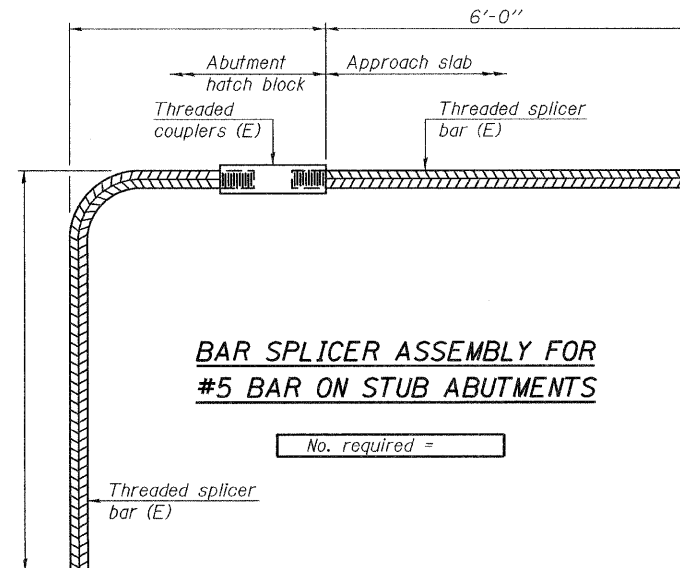 6'-0"
Abutment
hatch block
Approach slab
Threaded
couplers (E)
Threaded splicer
bar (E)
BAR SPLICER ASSEMBLY FOR
#5 BAR ON STUB ABUTMENTS
No. required =
Threaded splicer
bar (E)